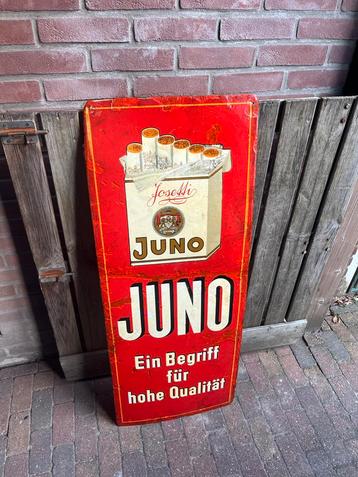 Josetti
JUNO
JUNO
Ein Begriff
für
hohe Qualität